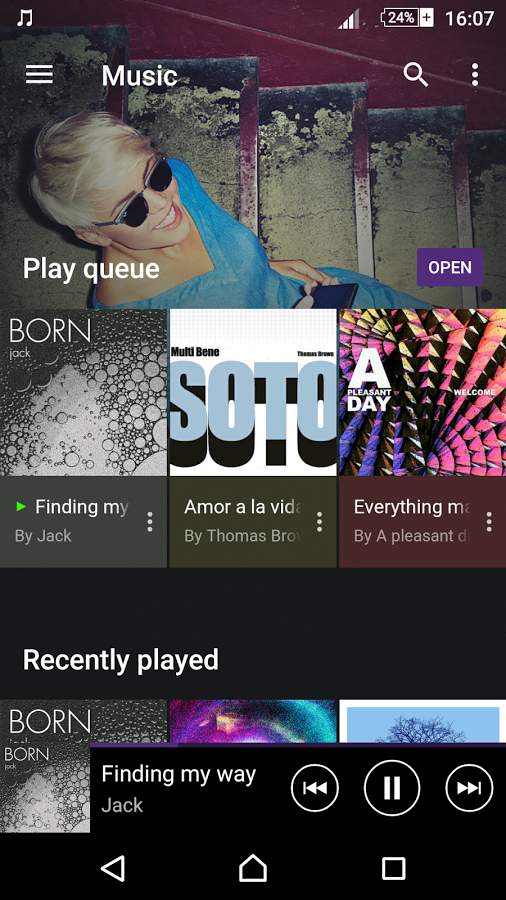 24%
16:07
Music
Play queue
OPEN
BORN
jack
Multi Bene
Thomas Brown
SOTO
A
PLEASANT
DAY
WELCOME
Finding my
By Jack
Amor a la vida
By Thomas Brow
Everything ma
By A pleasant d
Recently played
BORN
BORN
jack
Finding my way
Jack